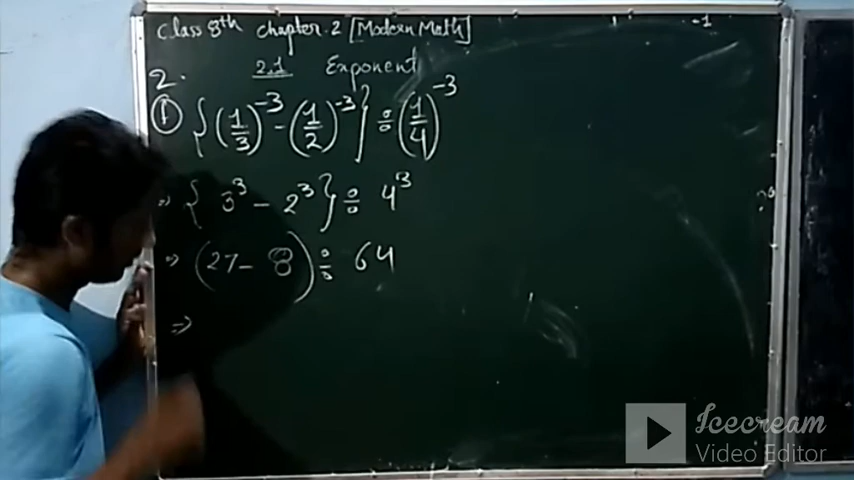 Class 8th chapter.2 [Modern Math]
2.1 Exponent
2.
① {(1/3)^-3 - (1/2)^-3} ÷ (1/4)^-3
⇒ { 3^3 - 2^3 } ÷ 4^3
⇒ (27 - 8) ÷ 64
⇒
-1
Icecream
Video Editor